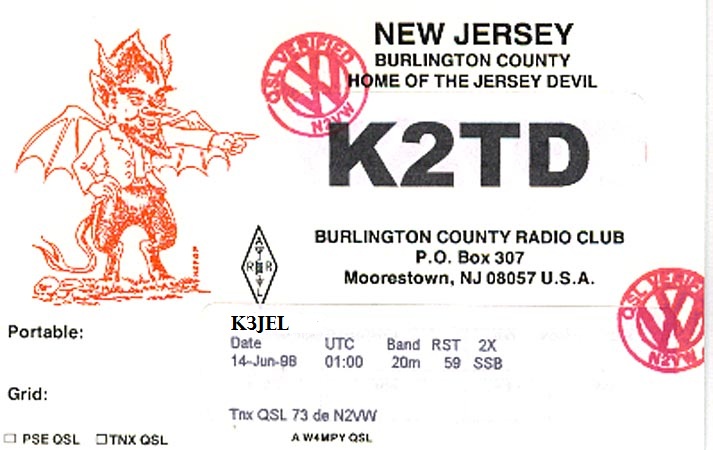 NEW JERSEY
BURLINGTON COUNTY
HOME OF THE JERSEY DEVIL
QSL VERIFIED
N2VW
K2TD
BURLINGTON COUNTY RADIO CLUB
P.O. Box 307
Moorestown, NJ 08057 U.S.A.
A
R R
L
QSL VERIFI
N2VW
Portable:
K3JEL
Date UTC Band RST 2X
14-Jun-98 01:00 20m 59 SSB
Grid:
Tnx QSL 73 de N2VW
PSE QSL TNX QSL
A W4MPY QSL